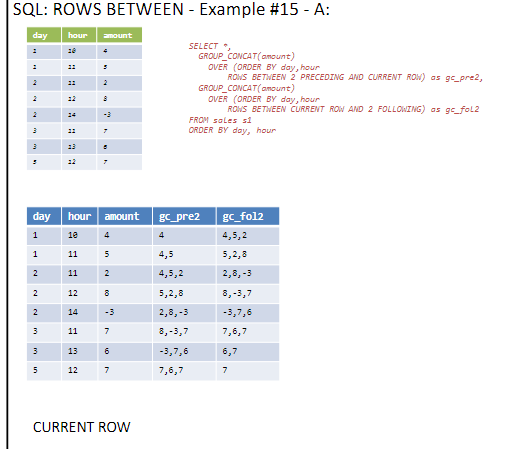 SQL: ROWS BETWEEN - Example #15 - A:
day hour amount
1 10 4
1 11 5
2 11 2
2 12 8
2 14 -3
3 11 7
3 13 6
5 12 7
SELECT *,
GROUP_CONCAT(amount)
OVER (ORDER BY day,hour
ROWS BETWEEN 2 PRECEDING AND CURRENT ROW) as gc_pre2,
GROUP_CONCAT(amount)
OVER (ORDER BY day,hour
ROWS BETWEEN CURRENT ROW AND 2 FOLLOWING) as gc_fol2
FROM sales s1
ORDER BY day, hour
day hour amount gc_pre2 gc_fol2
1 10 4 4 4,5,2
1 11 5 4,5 5,2,8
2 11 2 4,5,2 2,8,-3
2 12 8 5,2,8 8,-3,7
2 14 -3 2,8,-3 -3,7,6
3 11 7 8,-3,7 7,6,7
3 13 6 -3,7,6 6,7
5 12 7 7,6,7 7
CURRENT ROW